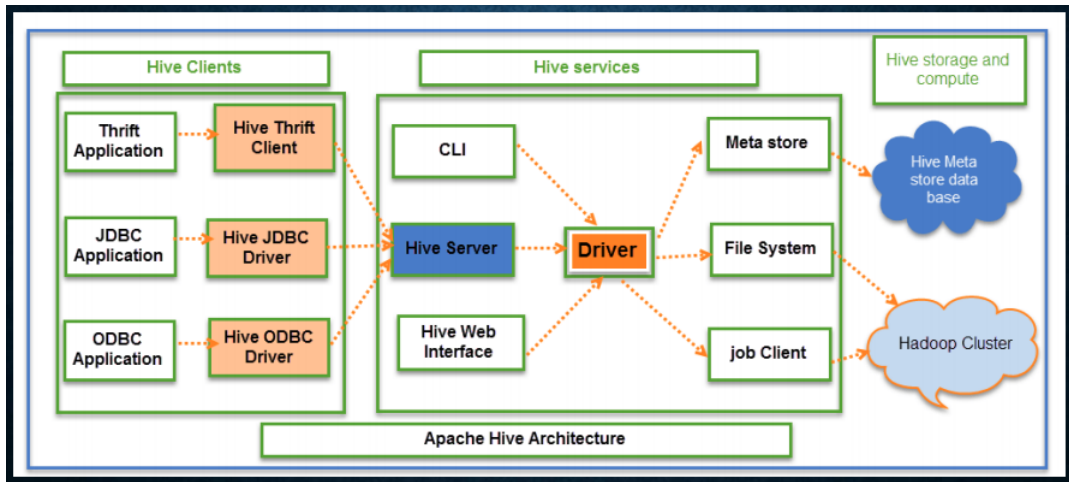 Hive Clients
Hive services
Hive storage and
compute
Thrift
Application
Hive Thrift
Client
CLI
Meta store
Hive Meta
store data
base
JDBC
Application
Hive JDBC
Driver
Hive Server
Driver
File System
ODBC
Application
Hive ODBC
Driver
Hive Web
Interface
job Client
Hadoop Cluster
Apache Hive Architecture